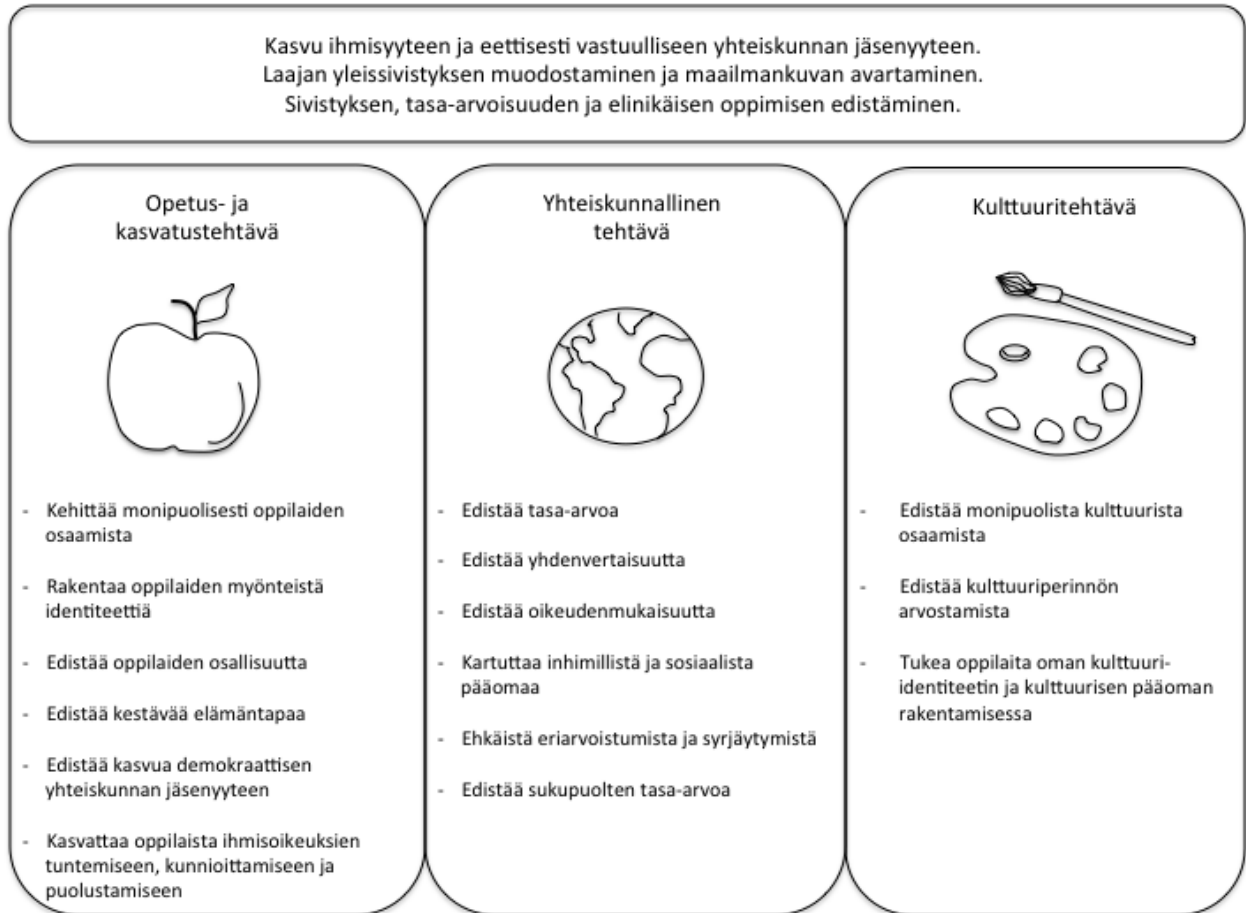 Kasvu ihmisyyteen ja eettisesti vastuulliseen yhteiskunnan jäsenyyteen.
Laajan yleissivistyksen muodostaminen ja maailmankuvan avartaminen.
Sivistyksen, tasa-arvoisuuden ja elinikäisen oppimisen edistäminen.
Opetus- ja
kasvatustehtävä
- Kehittää monipuolisesti oppilaiden
osaamista
- Rakentaa oppilaiden myönteistä
identiteettiä
- Edistää oppilaiden osallisuutta
- Edistää kestävää elämäntapaa
- Edistää kasvua demokraattisen
yhteiskunnan jäsenyyteen
- Kasvattaa oppilaista ihmisoikeuksien
tuntemiseen, kunnioittamiseen ja
puolustamiseen
Yhteiskunnallinen
tehtävä
- Edistää tasa-arvoa
- Edistää yhdenvertaisuutta
- Edistää oikeudenmukaisuutta
- Kartuttaa inhimillistä ja sosiaalista
pääomaa
- Ehkäistä eriarvoistumista ja syrjäytymistä
- Edistää sukupuolten tasa-arvoa
Kulttuuritehtävä
- Edistää monipuolista kulttuurista
osaamista
- Edistää kulttuuriperinnön
arvostamista
- Tukea oppilaita oman kulttuuri-
identiteetin ja kulttuurisen pääoman
rakentamisessa